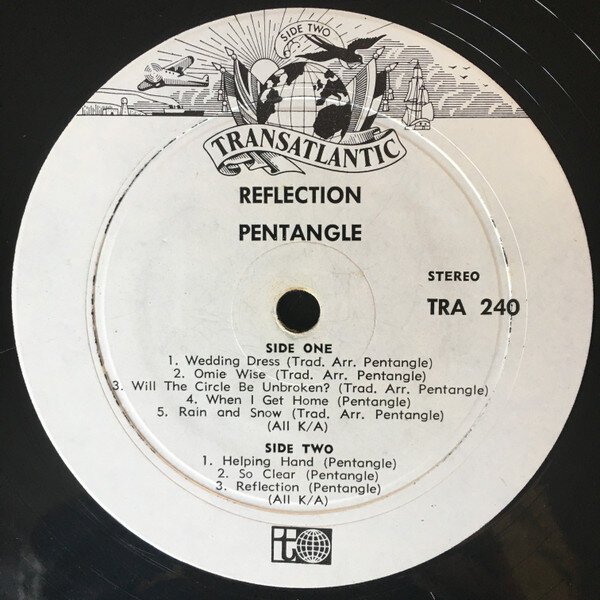 SIDE TWO
TRANSATLANTIC
REFLECTION
PENTANGLE
STEREO
TRA 240
SIDE ONE
1. Wedding Dress (Trad. Arr. Pentangle)
2. Omie Wise (Trad. Arr. Pentangle)
3. Will The Circle Be Unbroken? (Trad. Arr. Pentangle)
4. When I Get Home (Pentangle)
5. Rain and Snow (Trad. Arr. Pentangle)
(All K/A)
SIDE TWO
1. Helping Hand (Pentangle)
2. So Clear (Pentangle)
3. Reflection (Pentangle)
(All K/A)
t